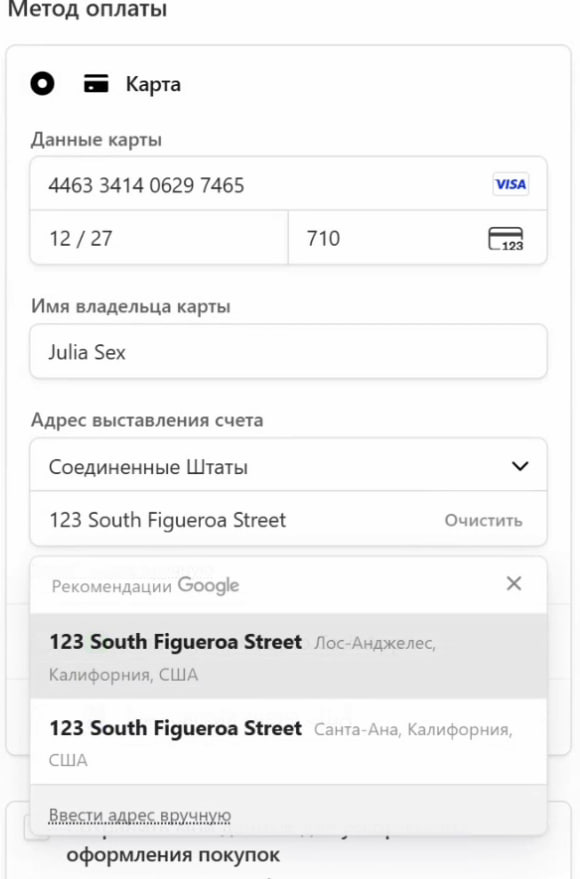 Метод оплаты
Карта
Данные карты
4463 3414 0629 7465 VISA
12 / 27 710 123
Имя владельца карты
Julia Sex
Адрес выставления счета
Соединенные Штаты
123 South Figueroa Street Очистить
Рекомендации Google
123 South Figueroa Street Лос-Анджелес,
Калифорния, США
123 South Figueroa Street Санта-Ана, Калифорния,
США
Ввести адрес вручную
оформления покупок